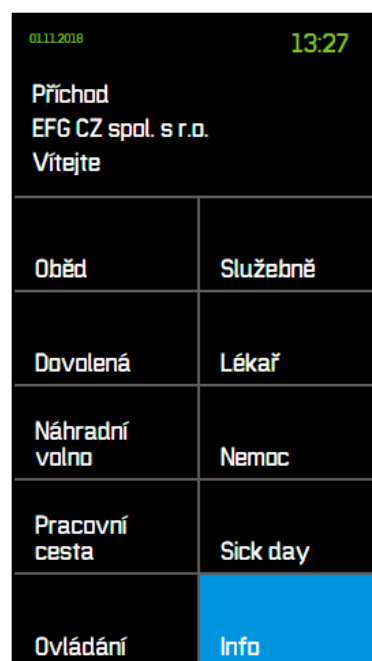 01.11.2018
13:27
Příchod
EFG CZ spol. s r.o.
Vítejte
Oběd
Služebně
Dovolená
Lékař
Náhradní
volno
Nemoc
Pracovní
cesta
Sick day
Ovládání
Info